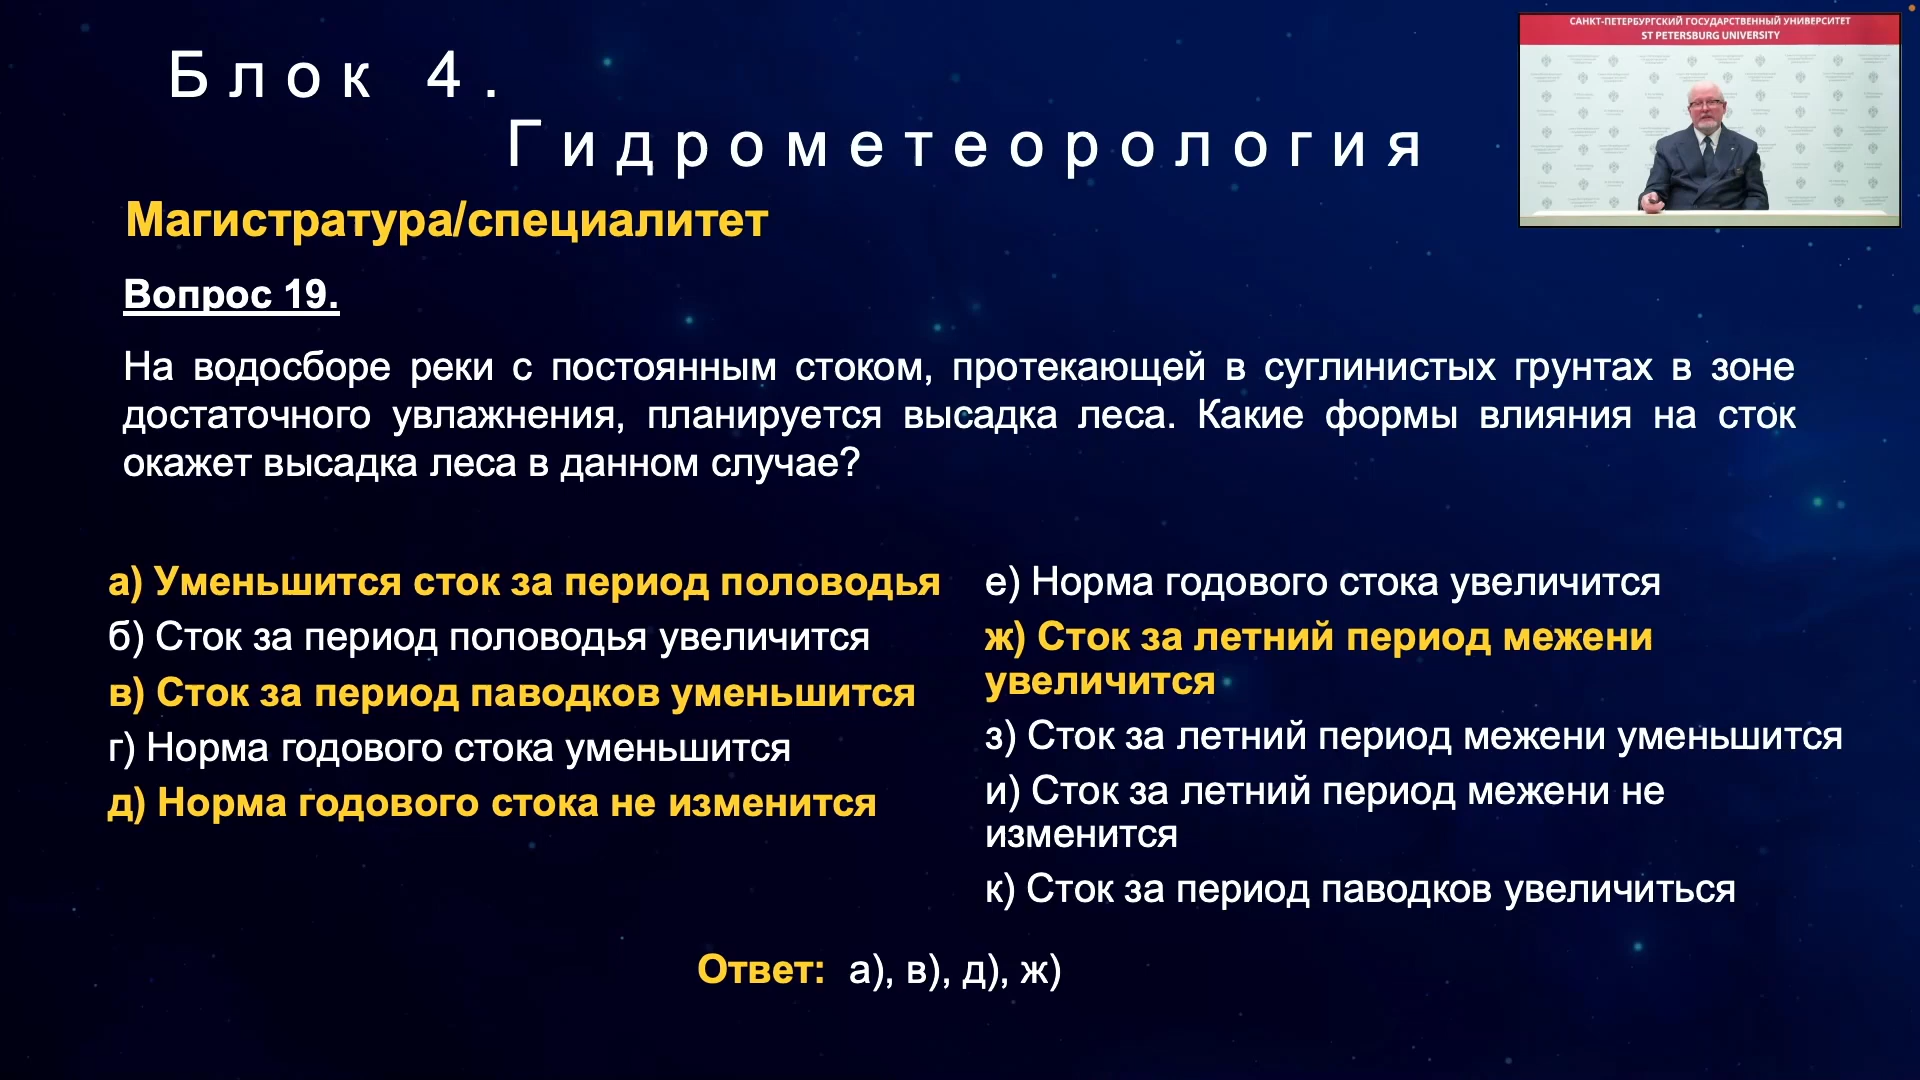 САНКТ-ПЕТЕРБУРГСКИЙ ГОСУДАРСТВЕННЫЙ УНИВЕРСИТЕТ
ST PETERSBURG UNIVERSITY
Блок 4.
Гидрометеорология
Магистратура/специалитет
Вопрос 19.
На водосборе реки с постоянным стоком, протекающей в суглинистых грунтах в зоне
достаточного увлажнения, планируется высадка леса. Какие формы влияния на сток
окажет высадка леса в данном случае?
а) Уменьшится сток за период половодья
б) Сток за период половодья увеличится
в) Сток за период паводков уменьшится
г) Норма годового стока уменьшится
д) Норма годового стока не изменится
е) Норма годового стока увеличится
ж) Сток за летний период межени
увеличится
з) Сток за летний период межени уменьшится
и) Сток за летний период межени не
изменится
к) Сток за период паводков увеличиться
Ответ: а), в), д), ж)